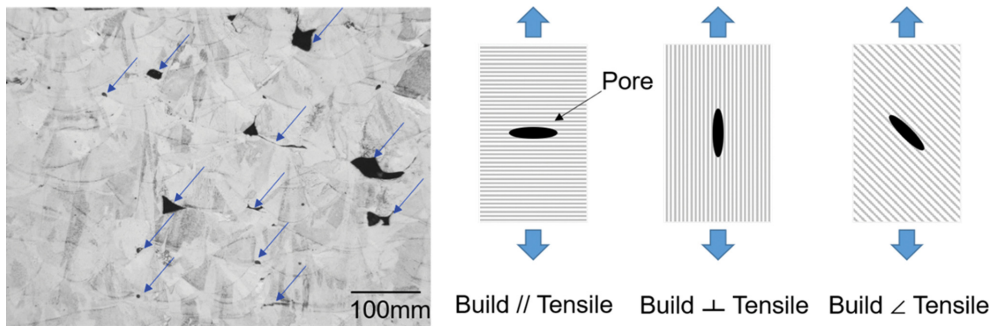 Pore
100mm
Build // Tensile
Build ⊥ Tensile
Build ∠ Tensile